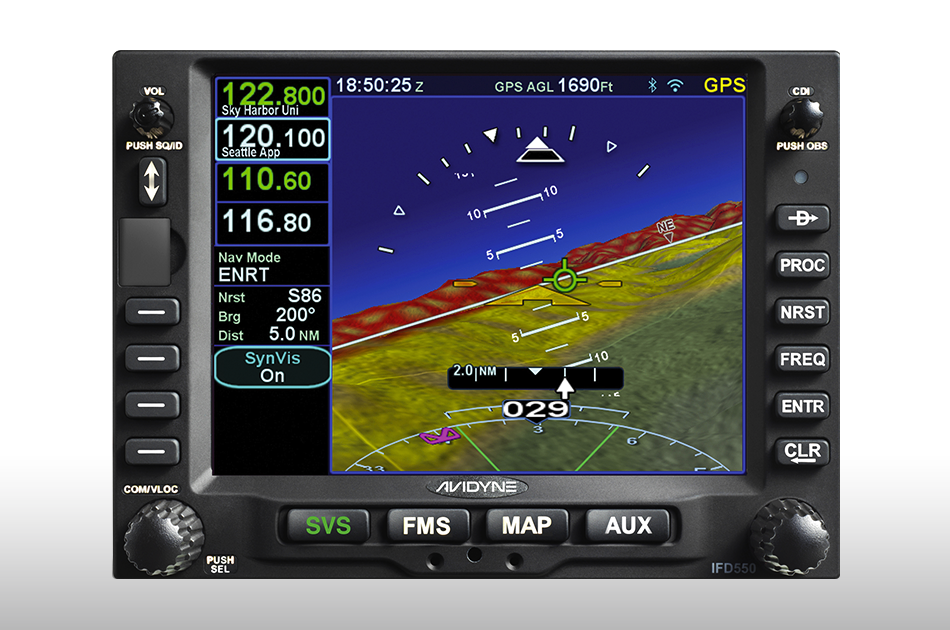 VOL
PUSH SQ/ID
COM/VLOC
PUSH
SEL
122.800
Sky Harbor Uni
120.100
Seattle App
110.60
116.80
Nav Mode
ENRT
Nrst S86
Brg 200°
Dist 5.0 NM
SynVis
On
18:50:25 Z GPS AGL 1690Ft GPS
10 10
5 5
NE
5 5
10
2.0 NM
029
33 3 6
AVIDYNE
SVS FMS MAP AUX
IFD550
CDI
PUSH OBS
D
PROC
NRST
FREQ
ENTR
CLR